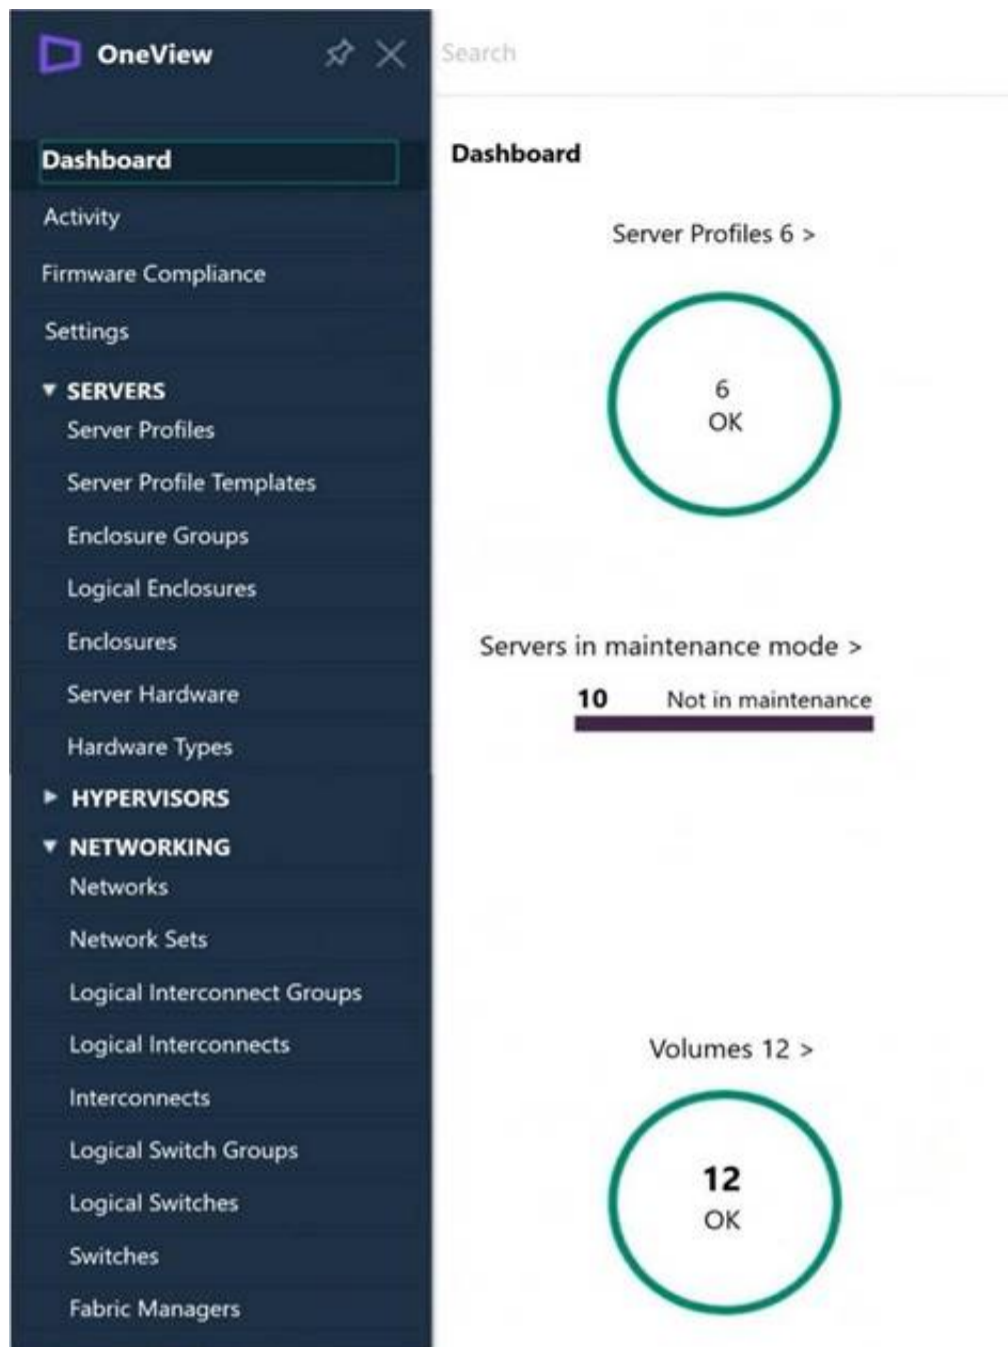 OneView
Search
Dashboard
Activity
Firmware Compliance
Settings
SERVERS
Server Profiles
Server Profile Templates
Enclosure Groups
Logical Enclosures
Enclosures
Server Hardware
Hardware Types
HYPERVISORS
NETWORKING
Networks
Network Sets
Logical Interconnect Groups
Logical Interconnects
Interconnects
Logical Switch Groups
Logical Switches
Switches
Fabric Managers
Dashboard
Server Profiles 6 >
6
OK
Servers in maintenance mode >
10 Not in maintenance
Volumes 12 >
12
OK